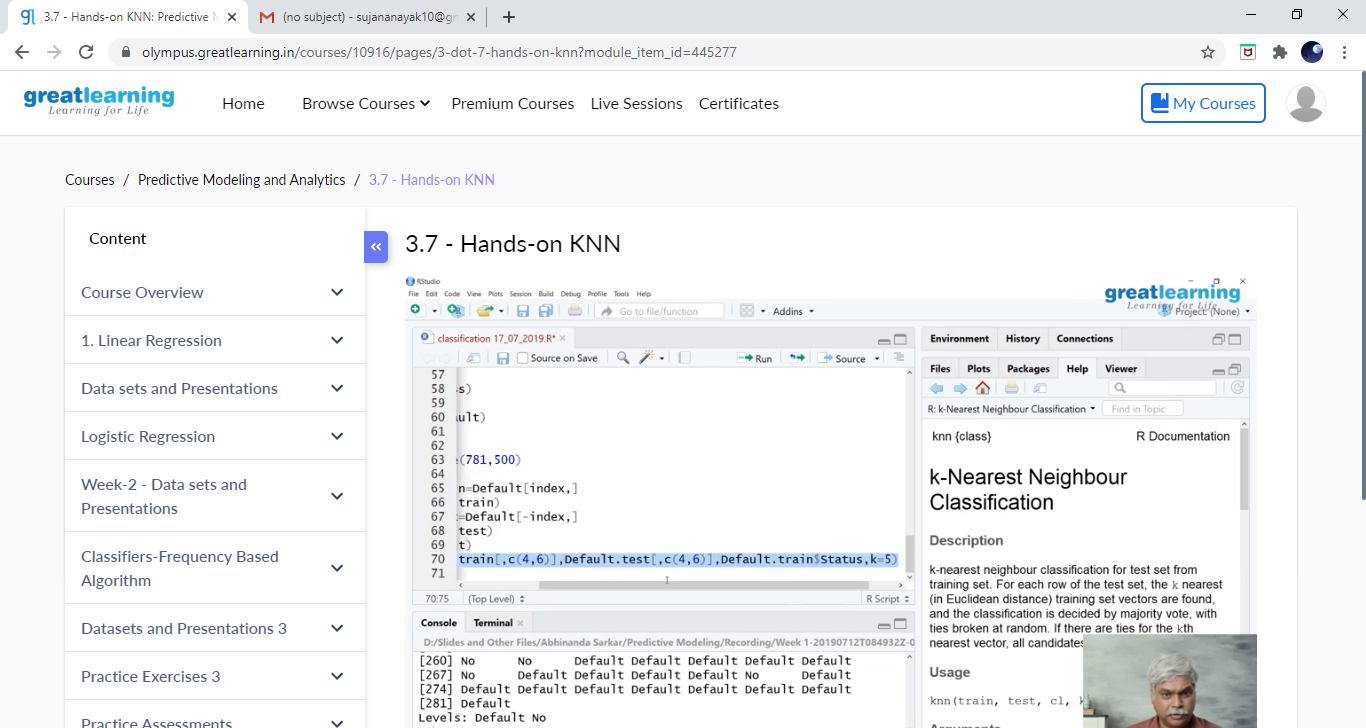 3.7 - Hands-on KNN: Predictive M
(no subject) - sujananayak10@gm
olympus.greatlearning.in/courses/10916/pages/3-dot-7-hands-on-knn?module_item_id=445277
greatlearning
Learning for Life
Home
Browse Courses
Premium Courses
Live Sessions
Certificates
My Courses
Courses / Predictive Modeling and Analytics / 3.7 - Hands-on KNN
Content
Course Overview
1. Linear Regression
Data sets and Presentations
Logistic Regression
Week-2 - Data sets and
Presentations
Classifiers-Frequency Based
Algorithm
Datasets and Presentations 3
Practice Exercises 3
Practice Assessments
3.7 - Hands-on KNN
RStudio
File Edit Code View Plots Session Build Debug Profile Tools Help
Go to file/function
Addins
greatlearning
Learning for Life
Project: (None)
classification 17_07_2019.R*
Source on Save
Run
Source
57
58 s)
59
60 ult)
61
62
63 (781,500)
64
65 n=Default[index,]
66 train)
67 =Default[-index,]
68 test)
69 t)
70 train[,c(4,6)],Default.test[,c(4,6)],Default.train$Status,k=5)
71
70:75 (Top Level) R Script
Console Terminal
D:/Slides and Other Files/Abhinanda Sarkar/Predictive Modeling/Recording/Week 1-20190712T084932Z-0
[260] No No Default Default Default Default Default
[267] No Default Default Default Default No Default
[274] Default Default Default Default Default Default Default
[281] Default
Levels: Default No
Environment History Connections
Files Plots Packages Help Viewer
R: k-Nearest Neighbour Classification
Find in Topic
knn {class} R Documentation
k-Nearest Neighbour
Classification
Description
k-nearest neighbour classification for test set from
training set. For each row of the test set, the k nearest
(in Euclidean distance) training set vectors are found,
and the classification is decided by majority vote, with
ties broken at random. If there are ties for the kth
nearest vector, all candidates
Usage
knn(train, test, cl, k
Arguments